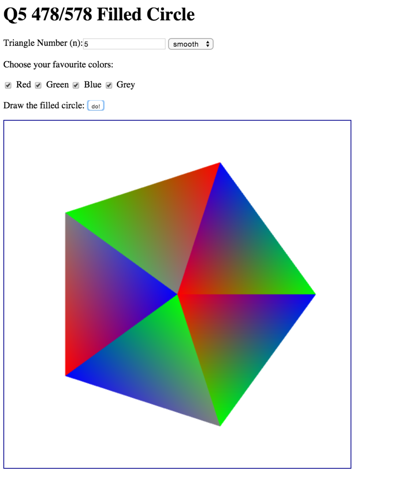 Q5 478/578 Filled Circle
Triangle Number (n): 5 smooth
Choose your favourite colors:
Red Green Blue Grey
Draw the filled circle: do!